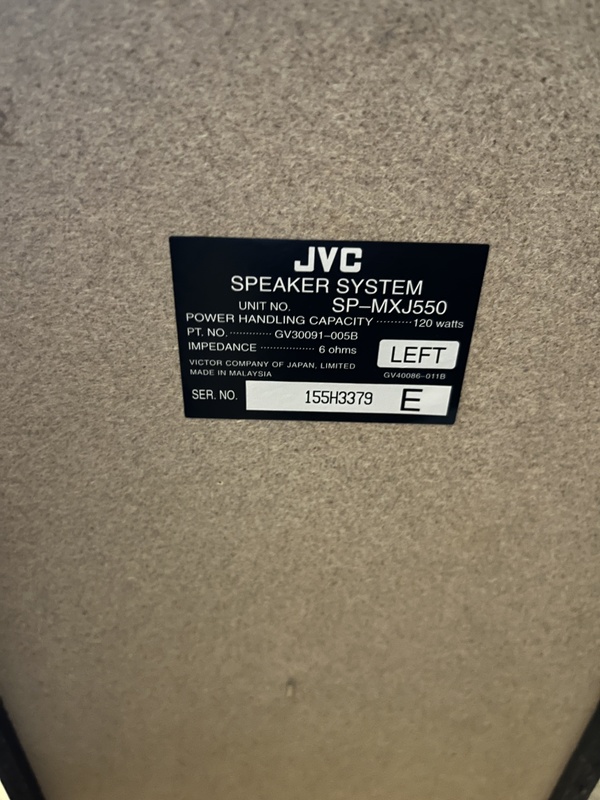 JVC
SPEAKER SYSTEM
UNIT NO. SP–MXJ550
POWER HANDLING CAPACITY ·········· 120 watts
PT. NO. ··········· GV30091–005B
IMPEDANCE ················ 6 ohms
LEFT
VICTOR COMPANY OF JAPAN, LIMITED
MADE IN MALAYSIA
GV40086–011B
SER. NO. 155H3379 E